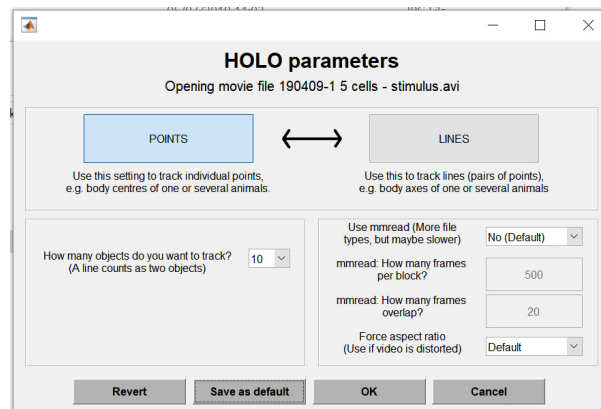 HOLO parameters
Opening movie file 190409-1 5 cells - stimulus.avi
POINTS
LINES
Use this setting to track individual points,
e.g. body centres of one or several animals.
Use this to track lines (pairs of points),
e.g. body axes of one or several animals
How many objects do you want to track?
(A line counts as two objects)
10
Use mmread (More file
types, but maybe slower)
No (Default)
mmread: How many frames
per block?
500
mmread: How many frames
overlap?
20
Force aspect ratio
(Use if video is distorted)
Default
Revert
Save as default
OK
Cancel